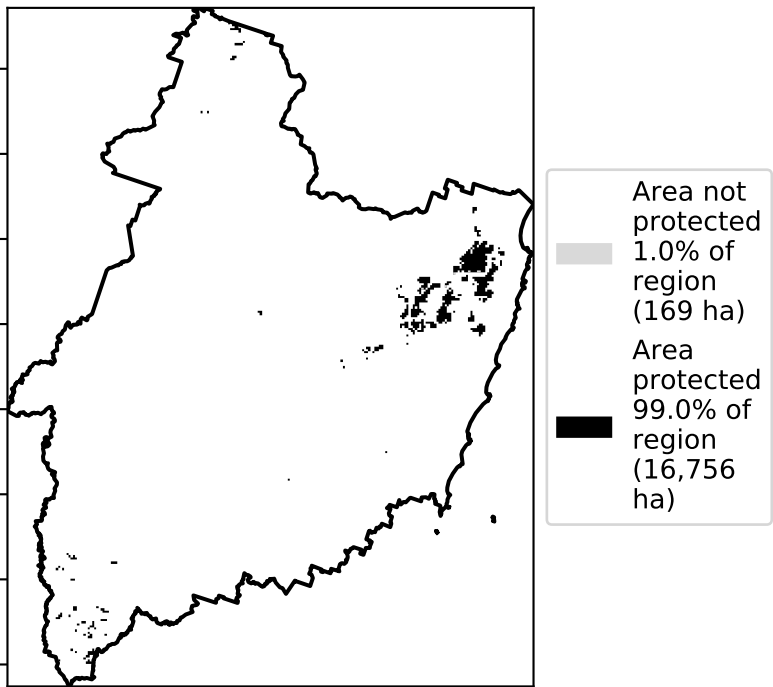 Area not
protected
1.0% of
region
(169 ha)
Area
protected
99.0% of
region
(16,756
ha)